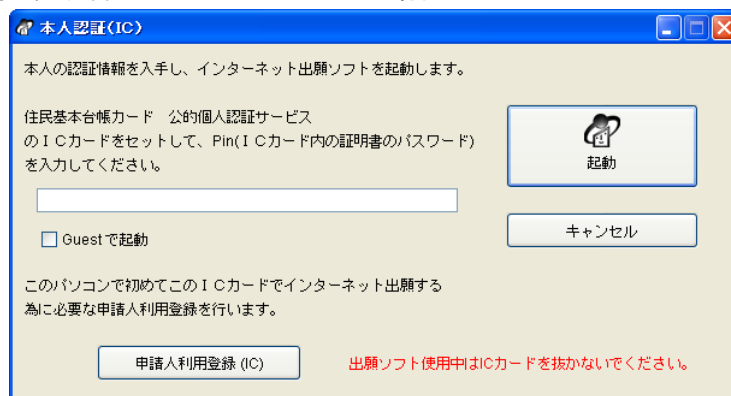 本人認証(IC)
本人の認証情報を入手し、インターネット出願ソフトを起動します。
住民基本台帳カード　公的個人認証サービス
のＩＣカードをセットして、Pin(ＩＣカード内の証明書のパスワード)
を入力してください。
起動
Guestで起動
キャンセル
このパソコンで初めてこのＩＣカードでインターネット出願する
為に必要な申請人利用登録を行います。
申請人利用登録 (IC)
出願ソフト使用中はICカードを抜かないでください。